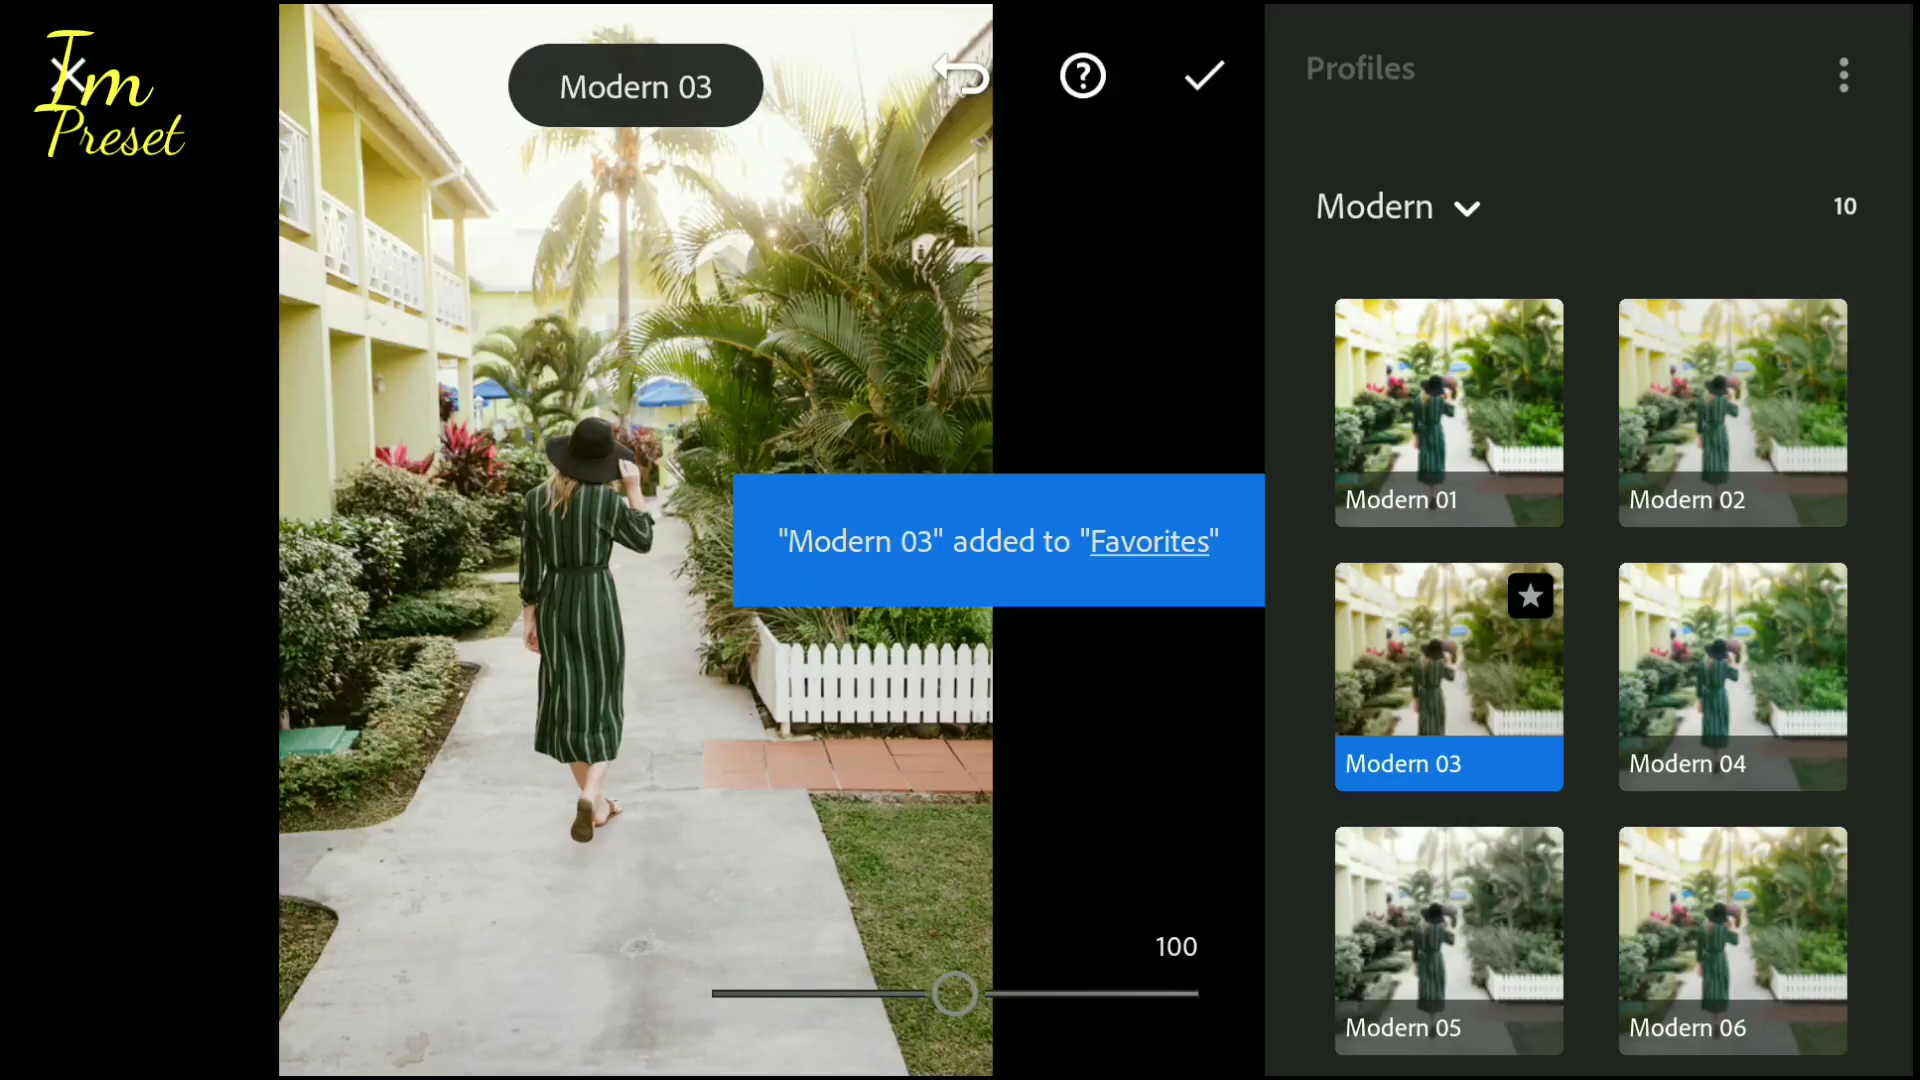 Im
Preset
Modern 03
Profiles
Modern
10
Modern 01
Modern 02
"Modern 03" added to "Favorites"
Modern 03
Modern 04
100
Modern 05
Modern 06